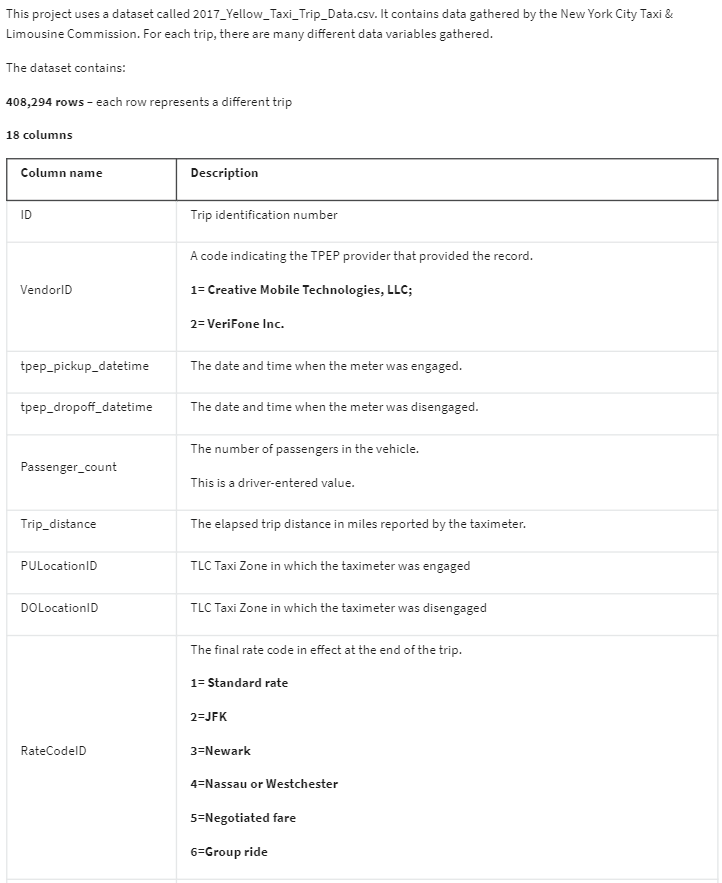 This project uses a dataset called 2017_Yellow_Taxi_Trip_Data.csv. It contains data gathered by the New York City Taxi &
Limousine Commission. For each trip, there are many different data variables gathered.
The dataset contains:
408,294 rows – each row represents a different trip
18 columns
Column name Description
ID Trip identification number
VendorID A code indicating the TPEP provider that provided the record.
1= Creative Mobile Technologies, LLC;
2= VeriFone Inc.
tpep_pickup_datetime The date and time when the meter was engaged.
tpep_dropoff_datetime The date and time when the meter was disengaged.
Passenger_count The number of passengers in the vehicle.
This is a driver-entered value.
Trip_distance The elapsed trip distance in miles reported by the taximeter.
PULocationID TLC Taxi Zone in which the taximeter was engaged
DOLocationID TLC Taxi Zone in which the taximeter was disengaged
RateCodeID The final rate code in effect at the end of the trip.
1= Standard rate
2=JFK
3=Newark
4=Nassau or Westchester
5=Negotiated fare
6=Group ride